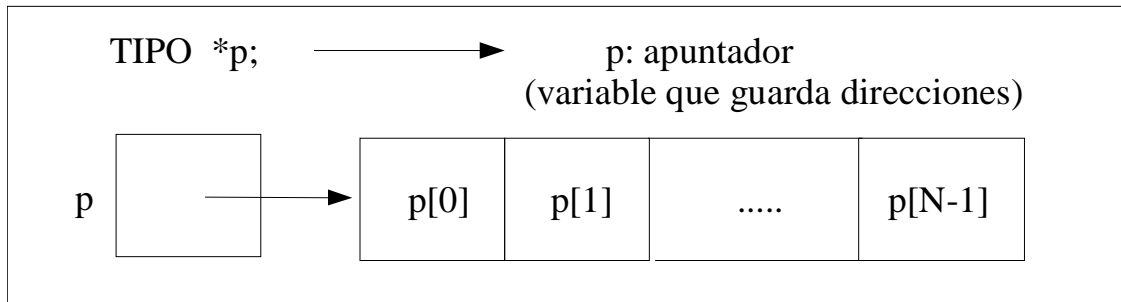 TIPO *p; p: apuntador
(variable que guarda direcciones)
p p[0] p[1] ..... p[N-1]